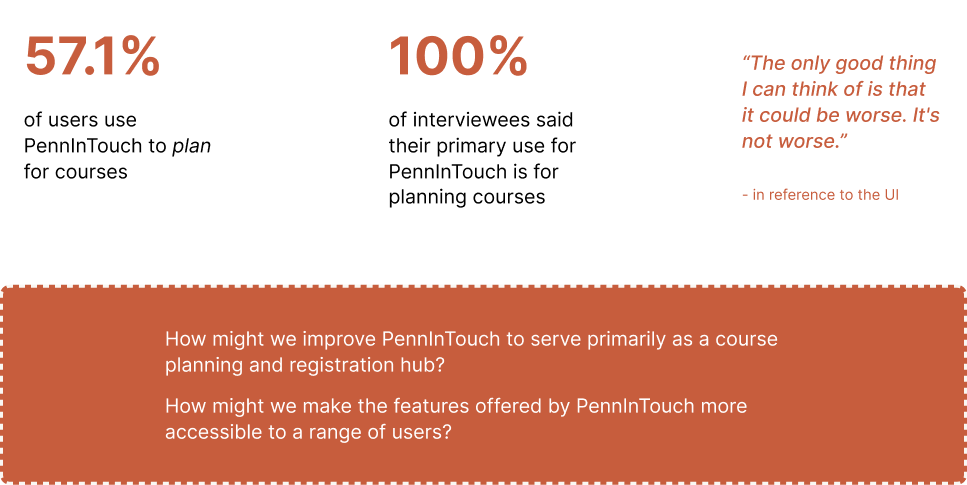 57.1%
of users use
PennInTouch to plan
for courses
100%
of interviewees said
their primary use for
PennInTouch is for
planning courses
“The only good thing
I can think of is that
it could be worse. It's
not worse.”
- in reference to the UI
How might we improve PennInTouch to serve primarily as a course
planning and registration hub?
How might we make the features offered by PennInTouch more
accessible to a range of users?